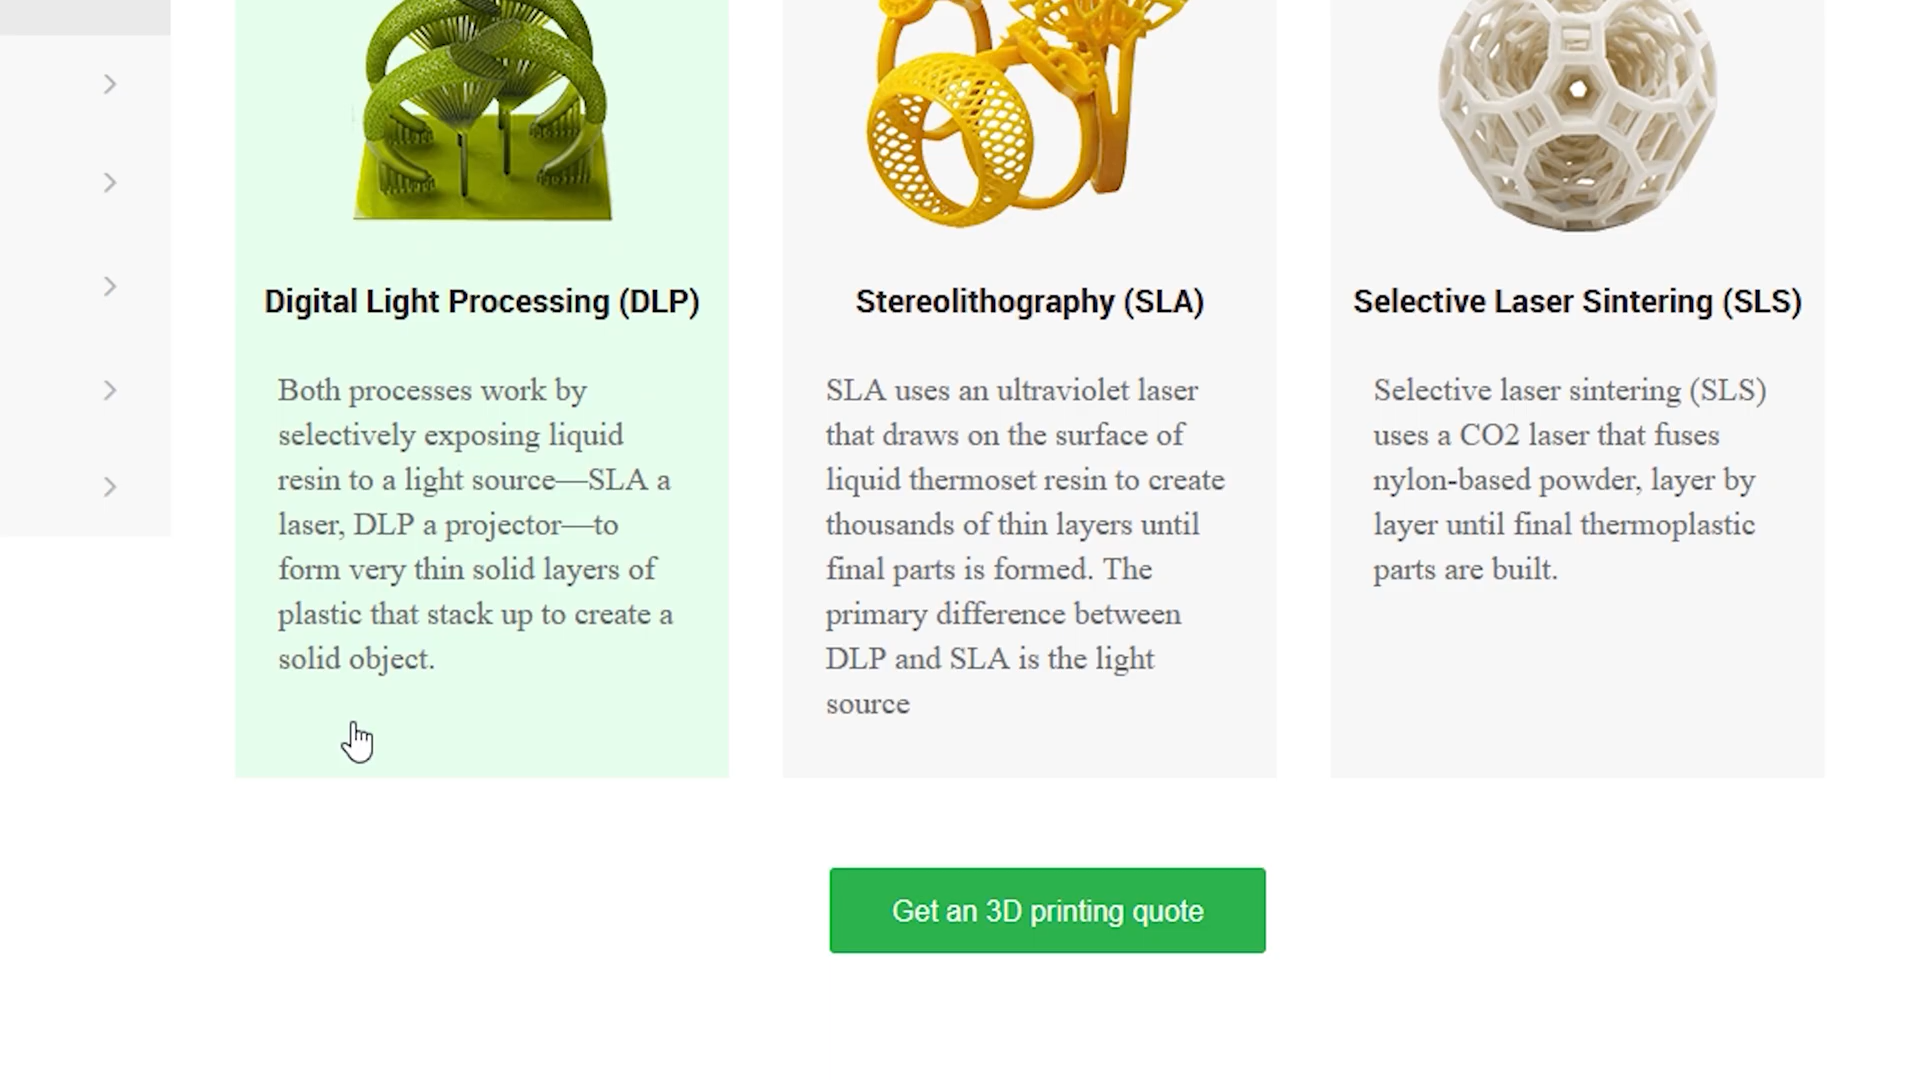 Digital Light Processing (DLP)
Both processes work by
selectively exposing liquid
resin to a light source—SLA a
laser, DLP a projector—to
form very thin solid layers of
plastic that stack up to create a
solid object.
Stereolithography (SLA)
SLA uses an ultraviolet laser
that draws on the surface of
liquid thermoset resin to create
thousands of thin layers until
final parts is formed. The
primary difference between
DLP and SLA is the light
source
Selective Laser Sintering (SLS)
Selective laser sintering (SLS)
uses a CO2 laser that fuses
nylon-based powder, layer by
layer until final thermoplastic
parts are built.
Get an 3D printing quote